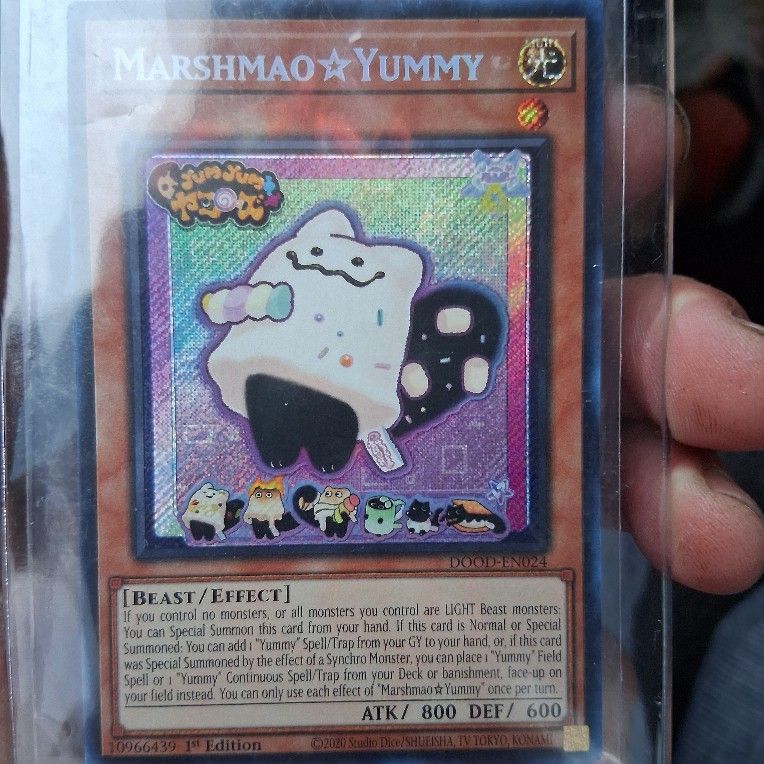 MARSHMAO☆YUMMY
LIGHT
光
yum yum
DOOD-EN024
[BEAST/EFFECT]
If you control no monsters, or all monsters you control are LIGHT Beast monsters:
You can Special Summon this card from your hand. If this card is Normal or Special
Summoned: You can add 1 "Yummy" Spell/Trap from your GY to your hand, or, if this card
was Special Summoned by the effect of a Synchro Monster, you can place 1 "Yummy" Field
Spell or 1 "Yummy" Continuous Spell/Trap from your Deck or banishment, face-up on
your field instead. You can only use each effect of "Marshmao☆Yummy" once per turn.
ATK/ 800 DEF/ 600
10966439 1st Edition ©2020 Studio Dice/SHUEISHA, TV TOKYO, KONAMI